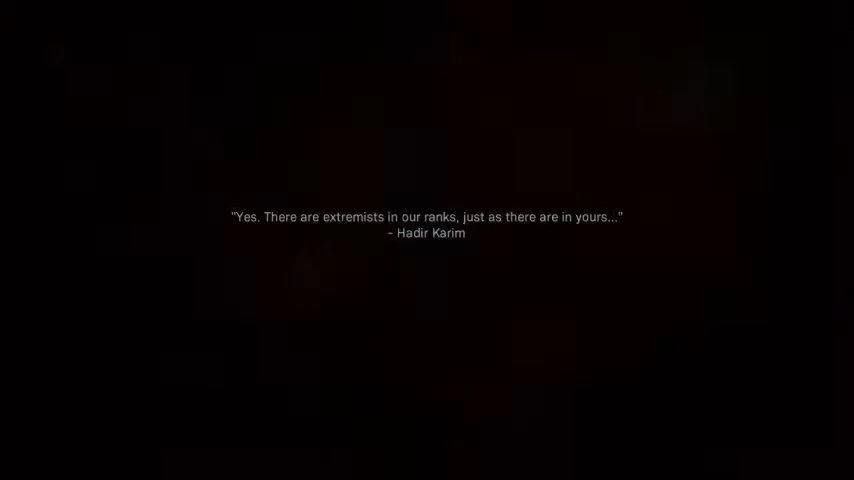 "Yes. There are extremists in our ranks, just as there are in yours..."
- Hadir Karim